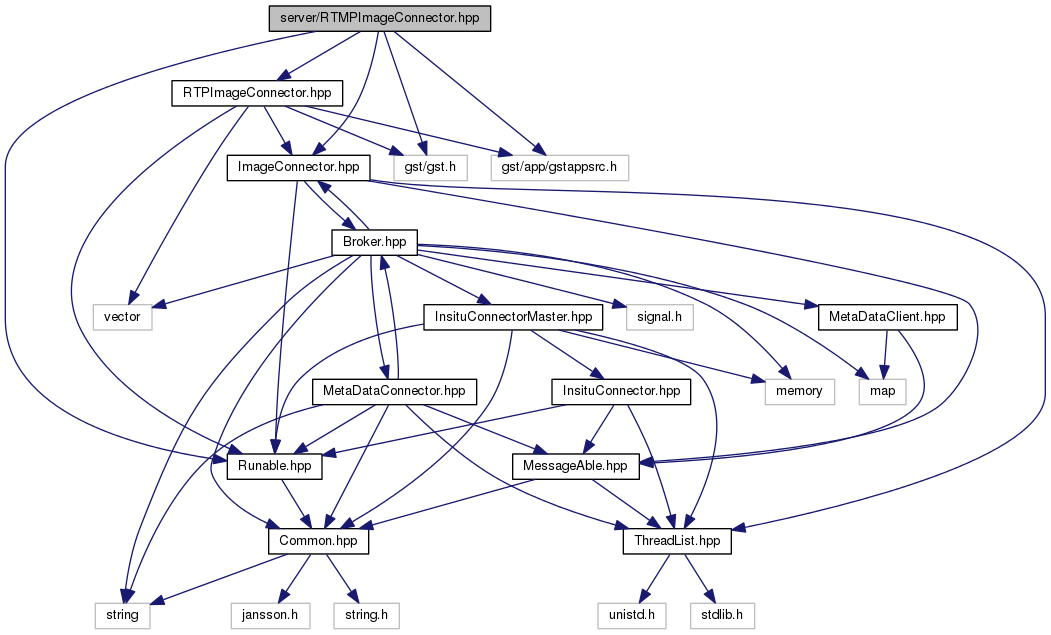 server/RTMPImageConnector.hpp
RTPImageConnector.hpp
ImageConnector.hpp
gst/gst.h
gst/app/gstappsrc.h
Broker.hpp
vector
InsituConnectorMaster.hpp
signal.h
MetaDataClient.hpp
MetaDataConnector.hpp
InsituConnector.hpp
memory
map
Runable.hpp
MessageAble.hpp
Common.hpp
ThreadList.hpp
string
jansson.h
string.h
unistd.h
stdlib.h